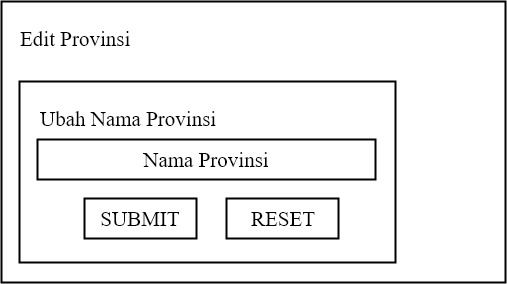 Edit Provinsi
Ubah Nama Provinsi
Nama Provinsi
SUBMIT RESET